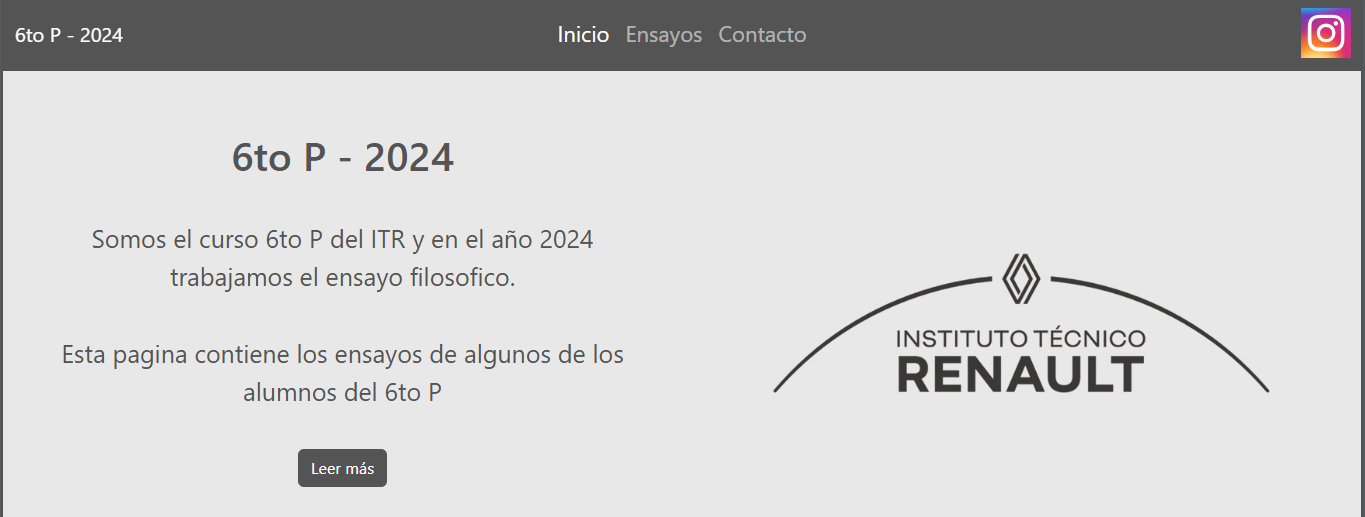 6to P - 2024
Inicio Ensayos Contacto
6to P - 2024
Somos el curso 6to P del ITR y en el año 2024
trabajamos el ensayo filosofico.
Esta pagina contiene los ensayos de algunos de los
alumnos del 6to P
Leer más
INSTITUTO TÉCNICO
RENAULT